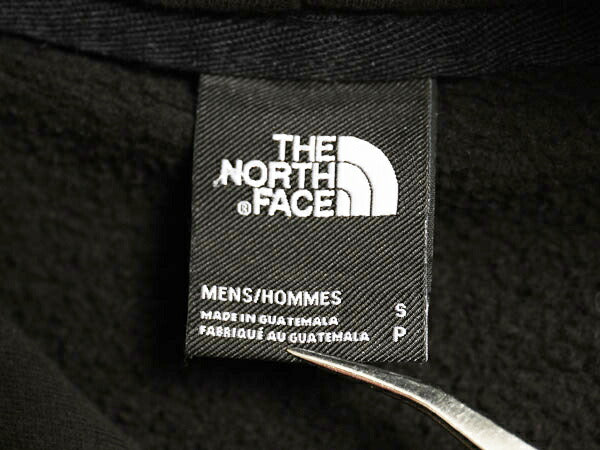 THE
NORTH
® FACE
MENS/HOMMES
MADE IN GUATEMALA S
FABRIQUÉ AU GUATEMALA P